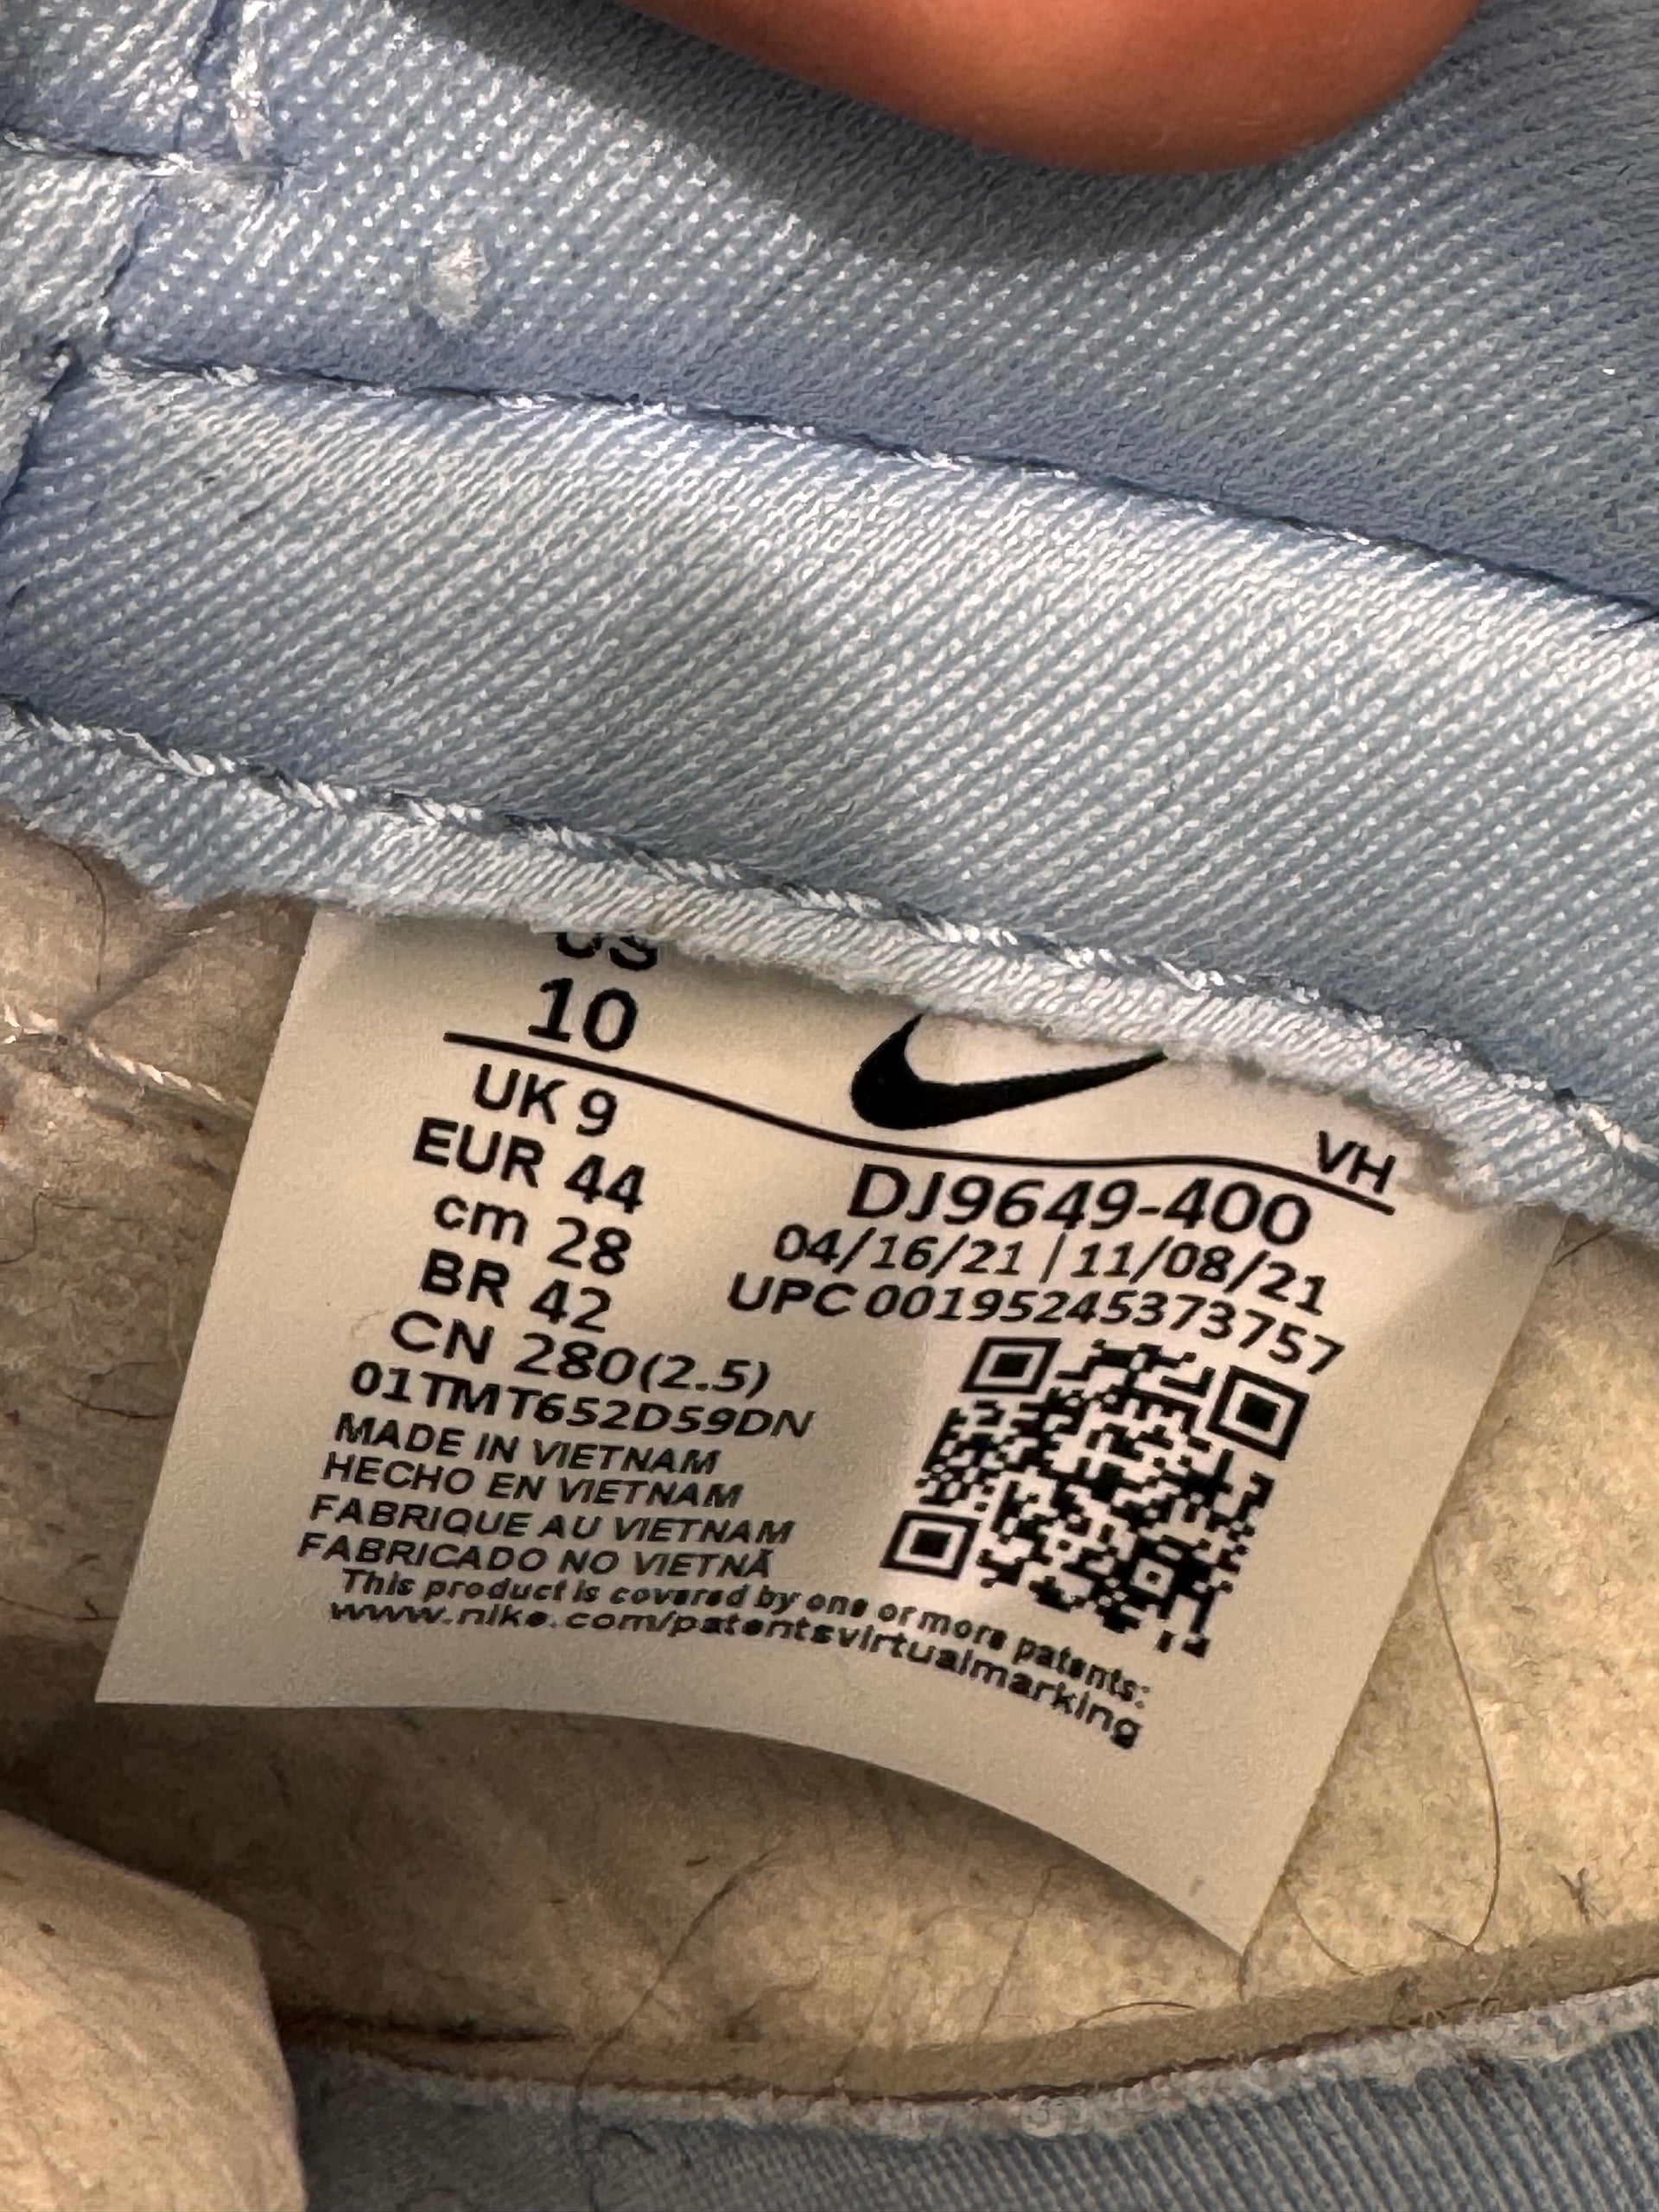 US
10
UK 9
EUR 44
cm 28
BR 42
CN 280(2.5)
01TMT652D59DN
MADE IN VIETNAM
HECHO EN VIETNAM
FABRIQUE AU VIETNAM
FABRICADO NO VIETNÃ
This product is covered by one or more patents:
www.nike.com/patentsvirtualmarking
VH
DJ9649-400
04/16/21 | 11/08/21
UPC 00195245373757